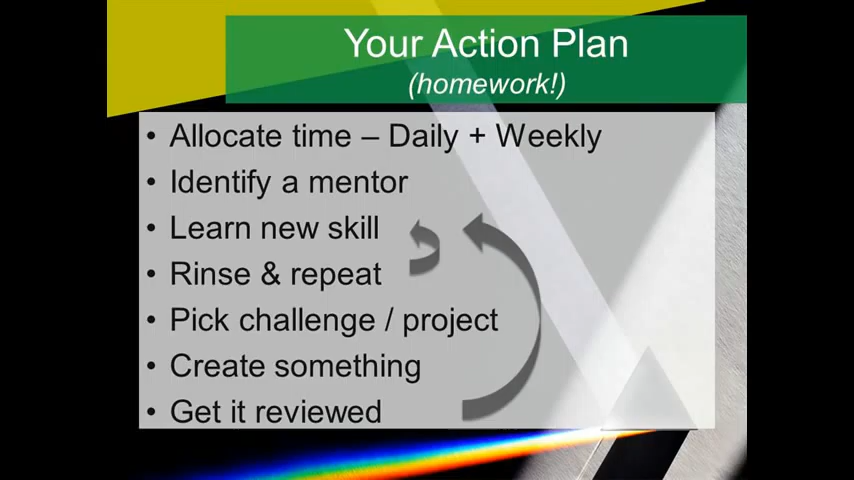 Your Action Plan
(homework!)
• Allocate time – Daily + Weekly
• Identify a mentor
• Learn new skill
• Rinse & repeat
• Pick challenge / project
• Create something
• Get it reviewed